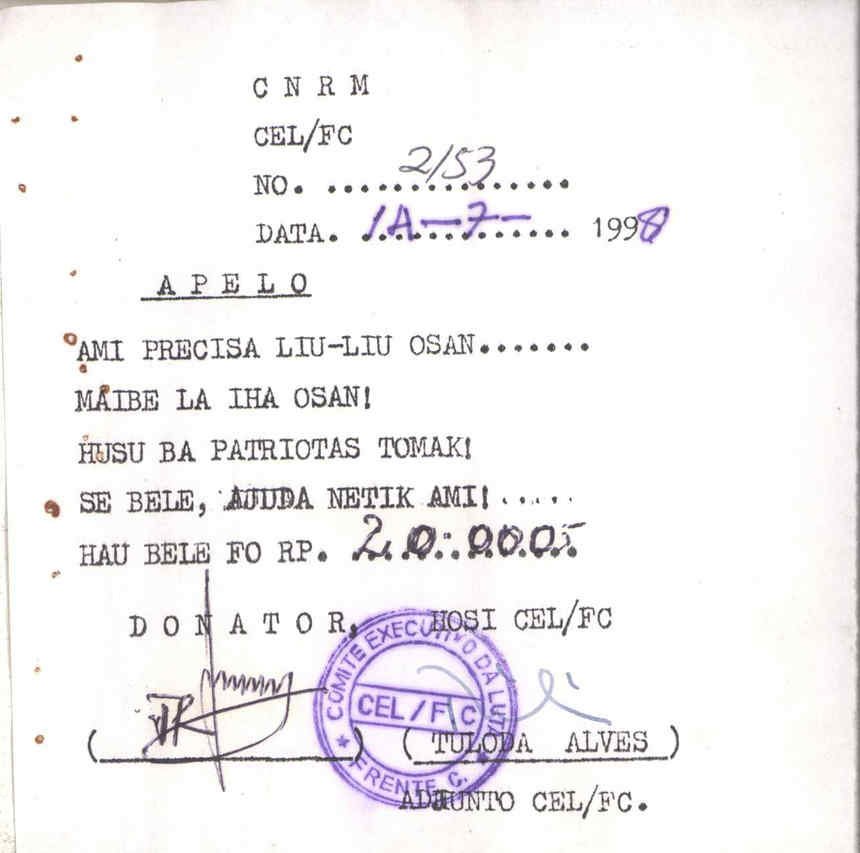 C N R M
CEL/FC
NO. ....2/53.........
DATA. 1A-7- 1998
A P E L O
AMI PRECISA LIU-LIU OSAN.......
MAIBE LA IHA OSAN!
HUSU BA PATRIOTAS TOMAK!
SE BELE, AJUDA NETIK AMI!.....
HAU BELE FO RP. 20.000
D O N A T O R, HOSI CEL/FC
COMITE EXECUTIVO DA LUTA
CEL/FC
FRENTE C.
( ) ( TULODA ALVES )
ADJUNTO CEL/FC.